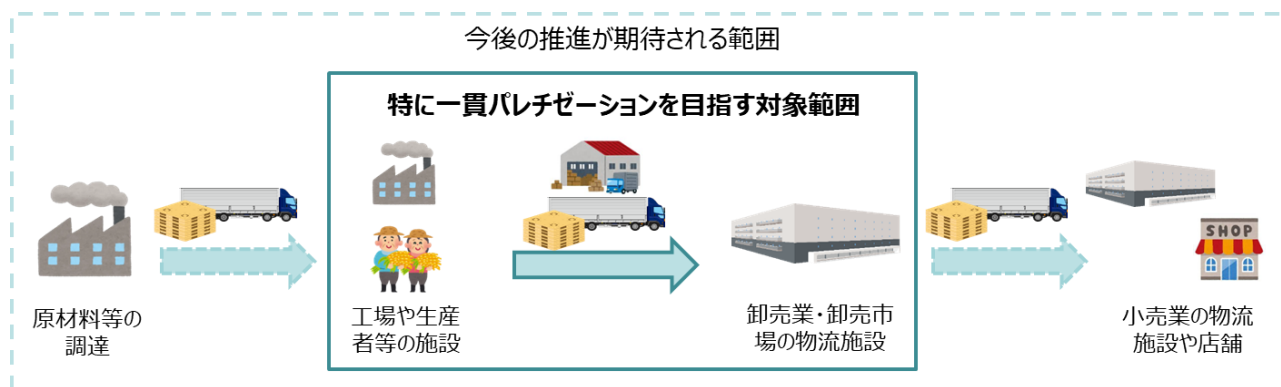 今後の推進が期待される範囲
特に一貫パレチゼーションを目指す対象範囲
原材料等の
調達
工場や生産
者等の施設
卸売業・卸売市
場の物流施設
SHOP
小売業の物流
施設や店舗